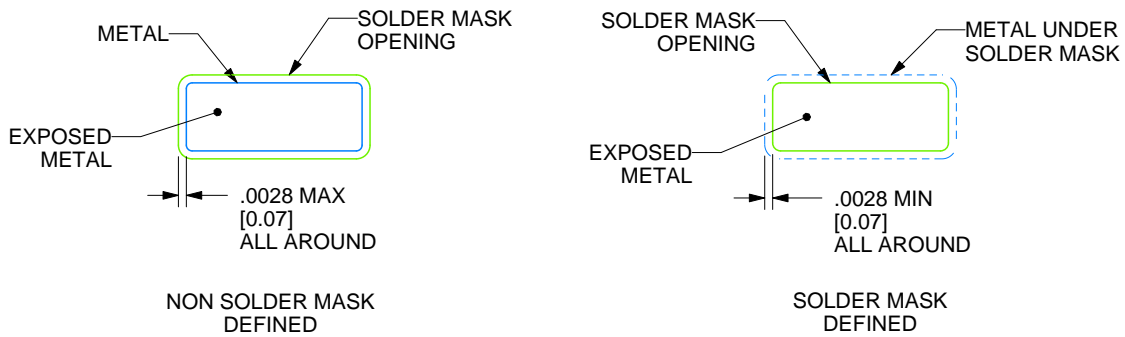 METAL
SOLDER MASK
OPENING
EXPOSED
METAL
.0028 MAX
[0.07]
ALL AROUND
NON SOLDER MASK
DEFINED
SOLDER MASK
OPENING
METAL UNDER
SOLDER MASK
EXPOSED
METAL
.0028 MIN
[0.07]
ALL AROUND
SOLDER MASK
DEFINED